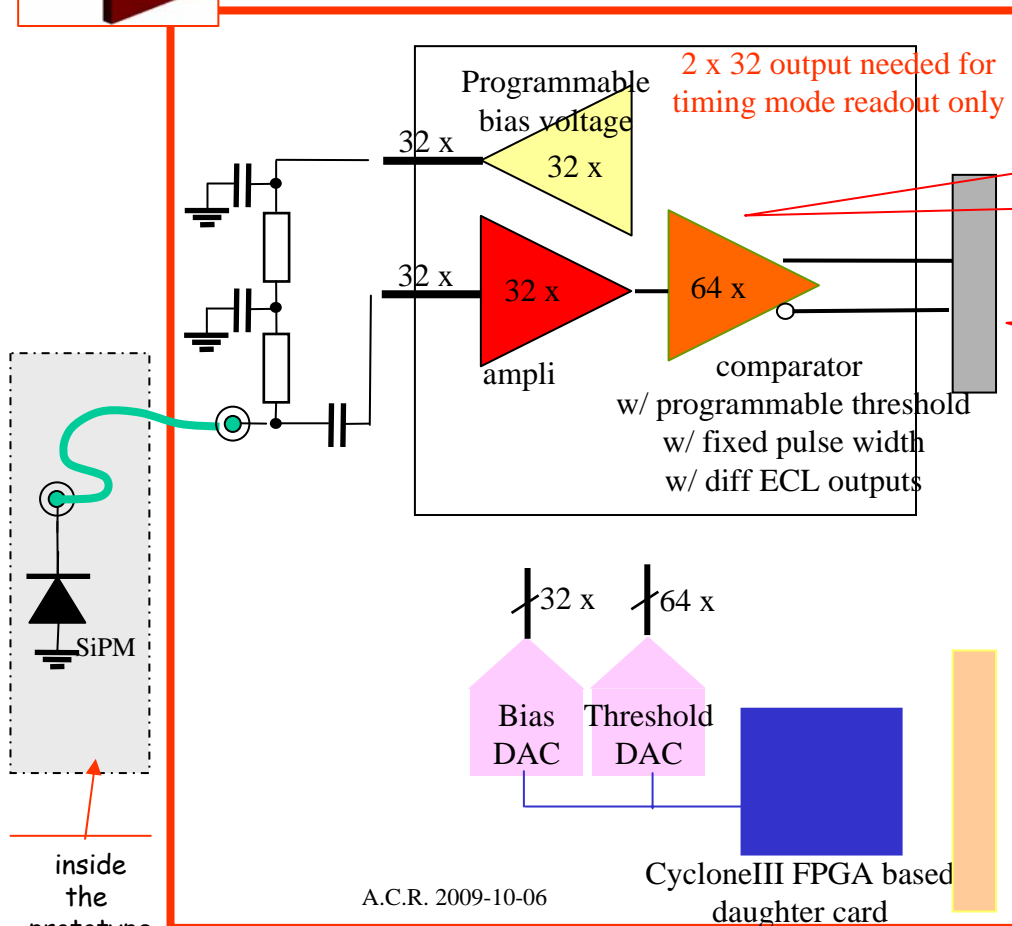 2 x 32 output needed for
timing mode readout only
Programmable
bias voltage
32 x
32 x
32 x
32 x
64 x
ampli
comparator
w/ programmable threshold
w/ fixed pulse width
w/ diff ECL outputs
SiPM
32 x
64 x
Bias
DAC
Threshold
DAC
CycloneIII FPGA based
daughter card
inside
the
prototype
A.C.R. 2009-10-06